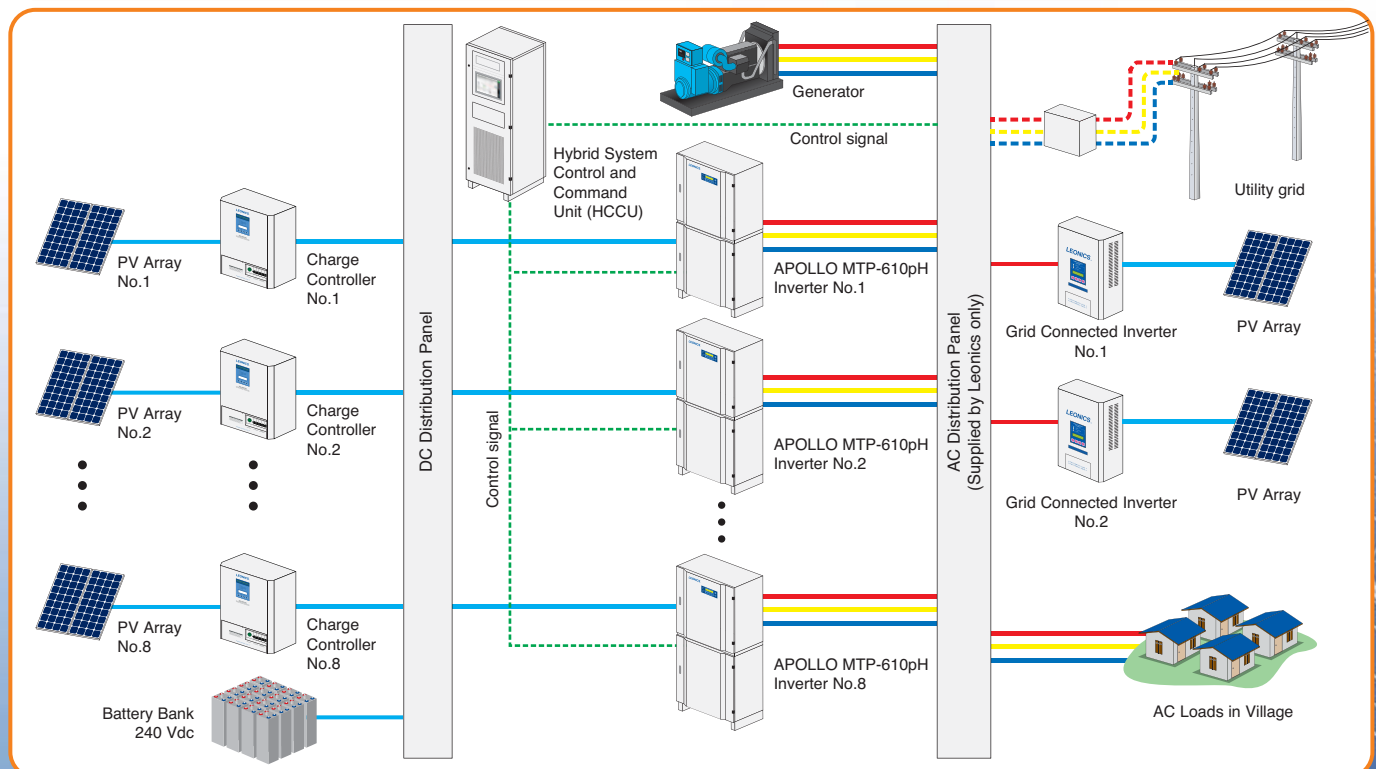 Generator
Control signal
Hybrid System
Control and
Command
Unit (HCCU)
Utility grid
LEONICS
PV Array
No.1
Charge
Controller
No.1
APOLLO MTP-610pH
Inverter No.1
LEONICS
Grid Connected Inverter
No.1
PV Array
DC Distribution Panel
AC Distribution Panel
(Supplied by Leonics only)
LEONICS
PV Array
No.2
Charge
Controller
No.2
Control signal
APOLLO MTP-610pH
Inverter No.2
LEONICS
Grid Connected Inverter
No.2
PV Array
LEONICS
PV Array
No.8
Charge
Controller
No.8
APOLLO MTP-610pH
Inverter No.8
Battery Bank
240 Vdc
AC Loads in Village